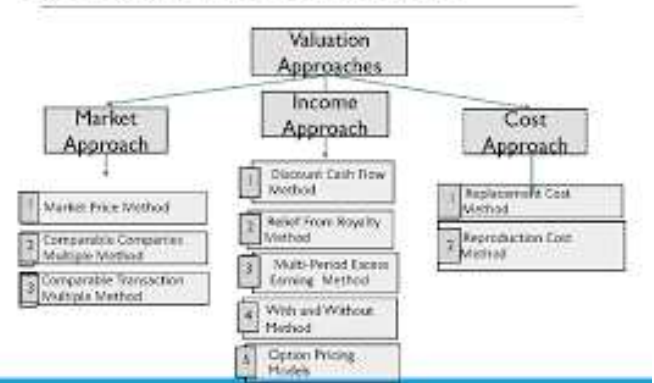 Valuation
Approaches
Market
Approach
1 Market Price Method
2 Comparable Companies
Multiple Method
3 Comparable Transaction
Multiple Method
Income
Approach
1 Discount Cash Flow
Method
2 Relief From Royalty
Method
3 Multi-Period Excess
Earning Method
4 With and Without
Method
5 Option Pricing
Models
Cost
Approach
1 Replacement Cost
Method
2 Reproduction Cost
Method